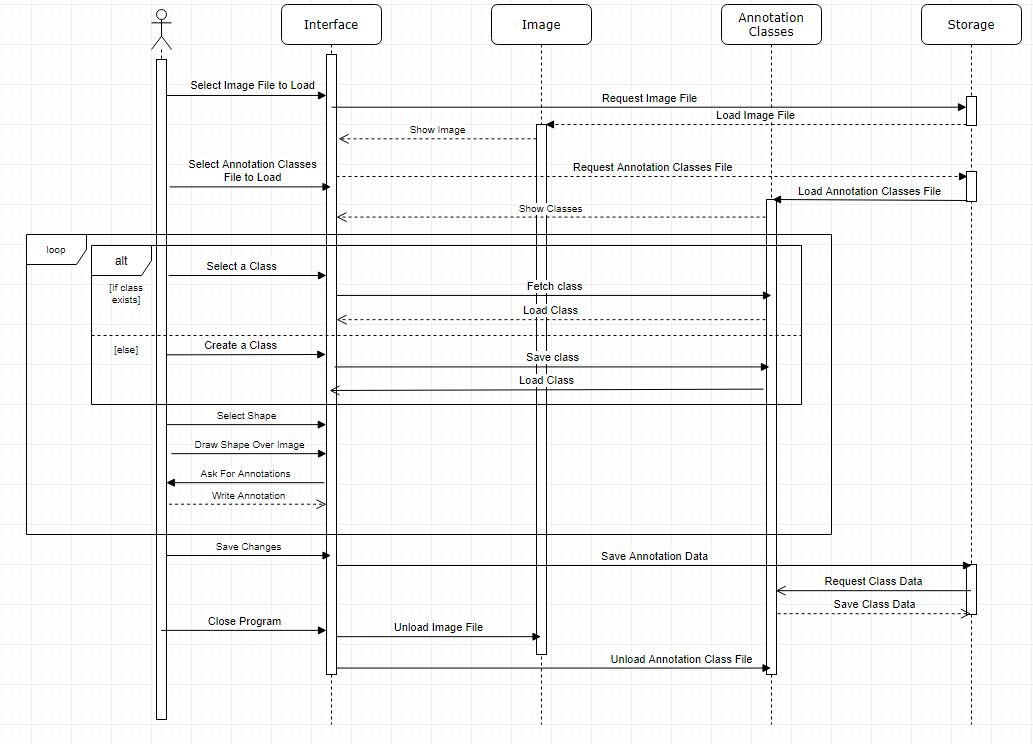 Interface
Image
Annotation
Classes
Storage
Select Image File to Load
Request Image File
Load Image File
Show Image
Select Annotation Classes
File to Load
Request Annotation Classes File
Load Annotation Classes File
Show Classes
loop
alt
Select a Class
[If class
exists]
Fetch class
Load Class
[else]
Create a Class
Save class
Load Class
Select Shape
Draw Shape Over Image
Ask For Annotations
Write Annotation
Save Changes
Save Annotation Data
Request Class Data
Save Class Data
Close Program
Unload Image File
Unload Annotation Class File